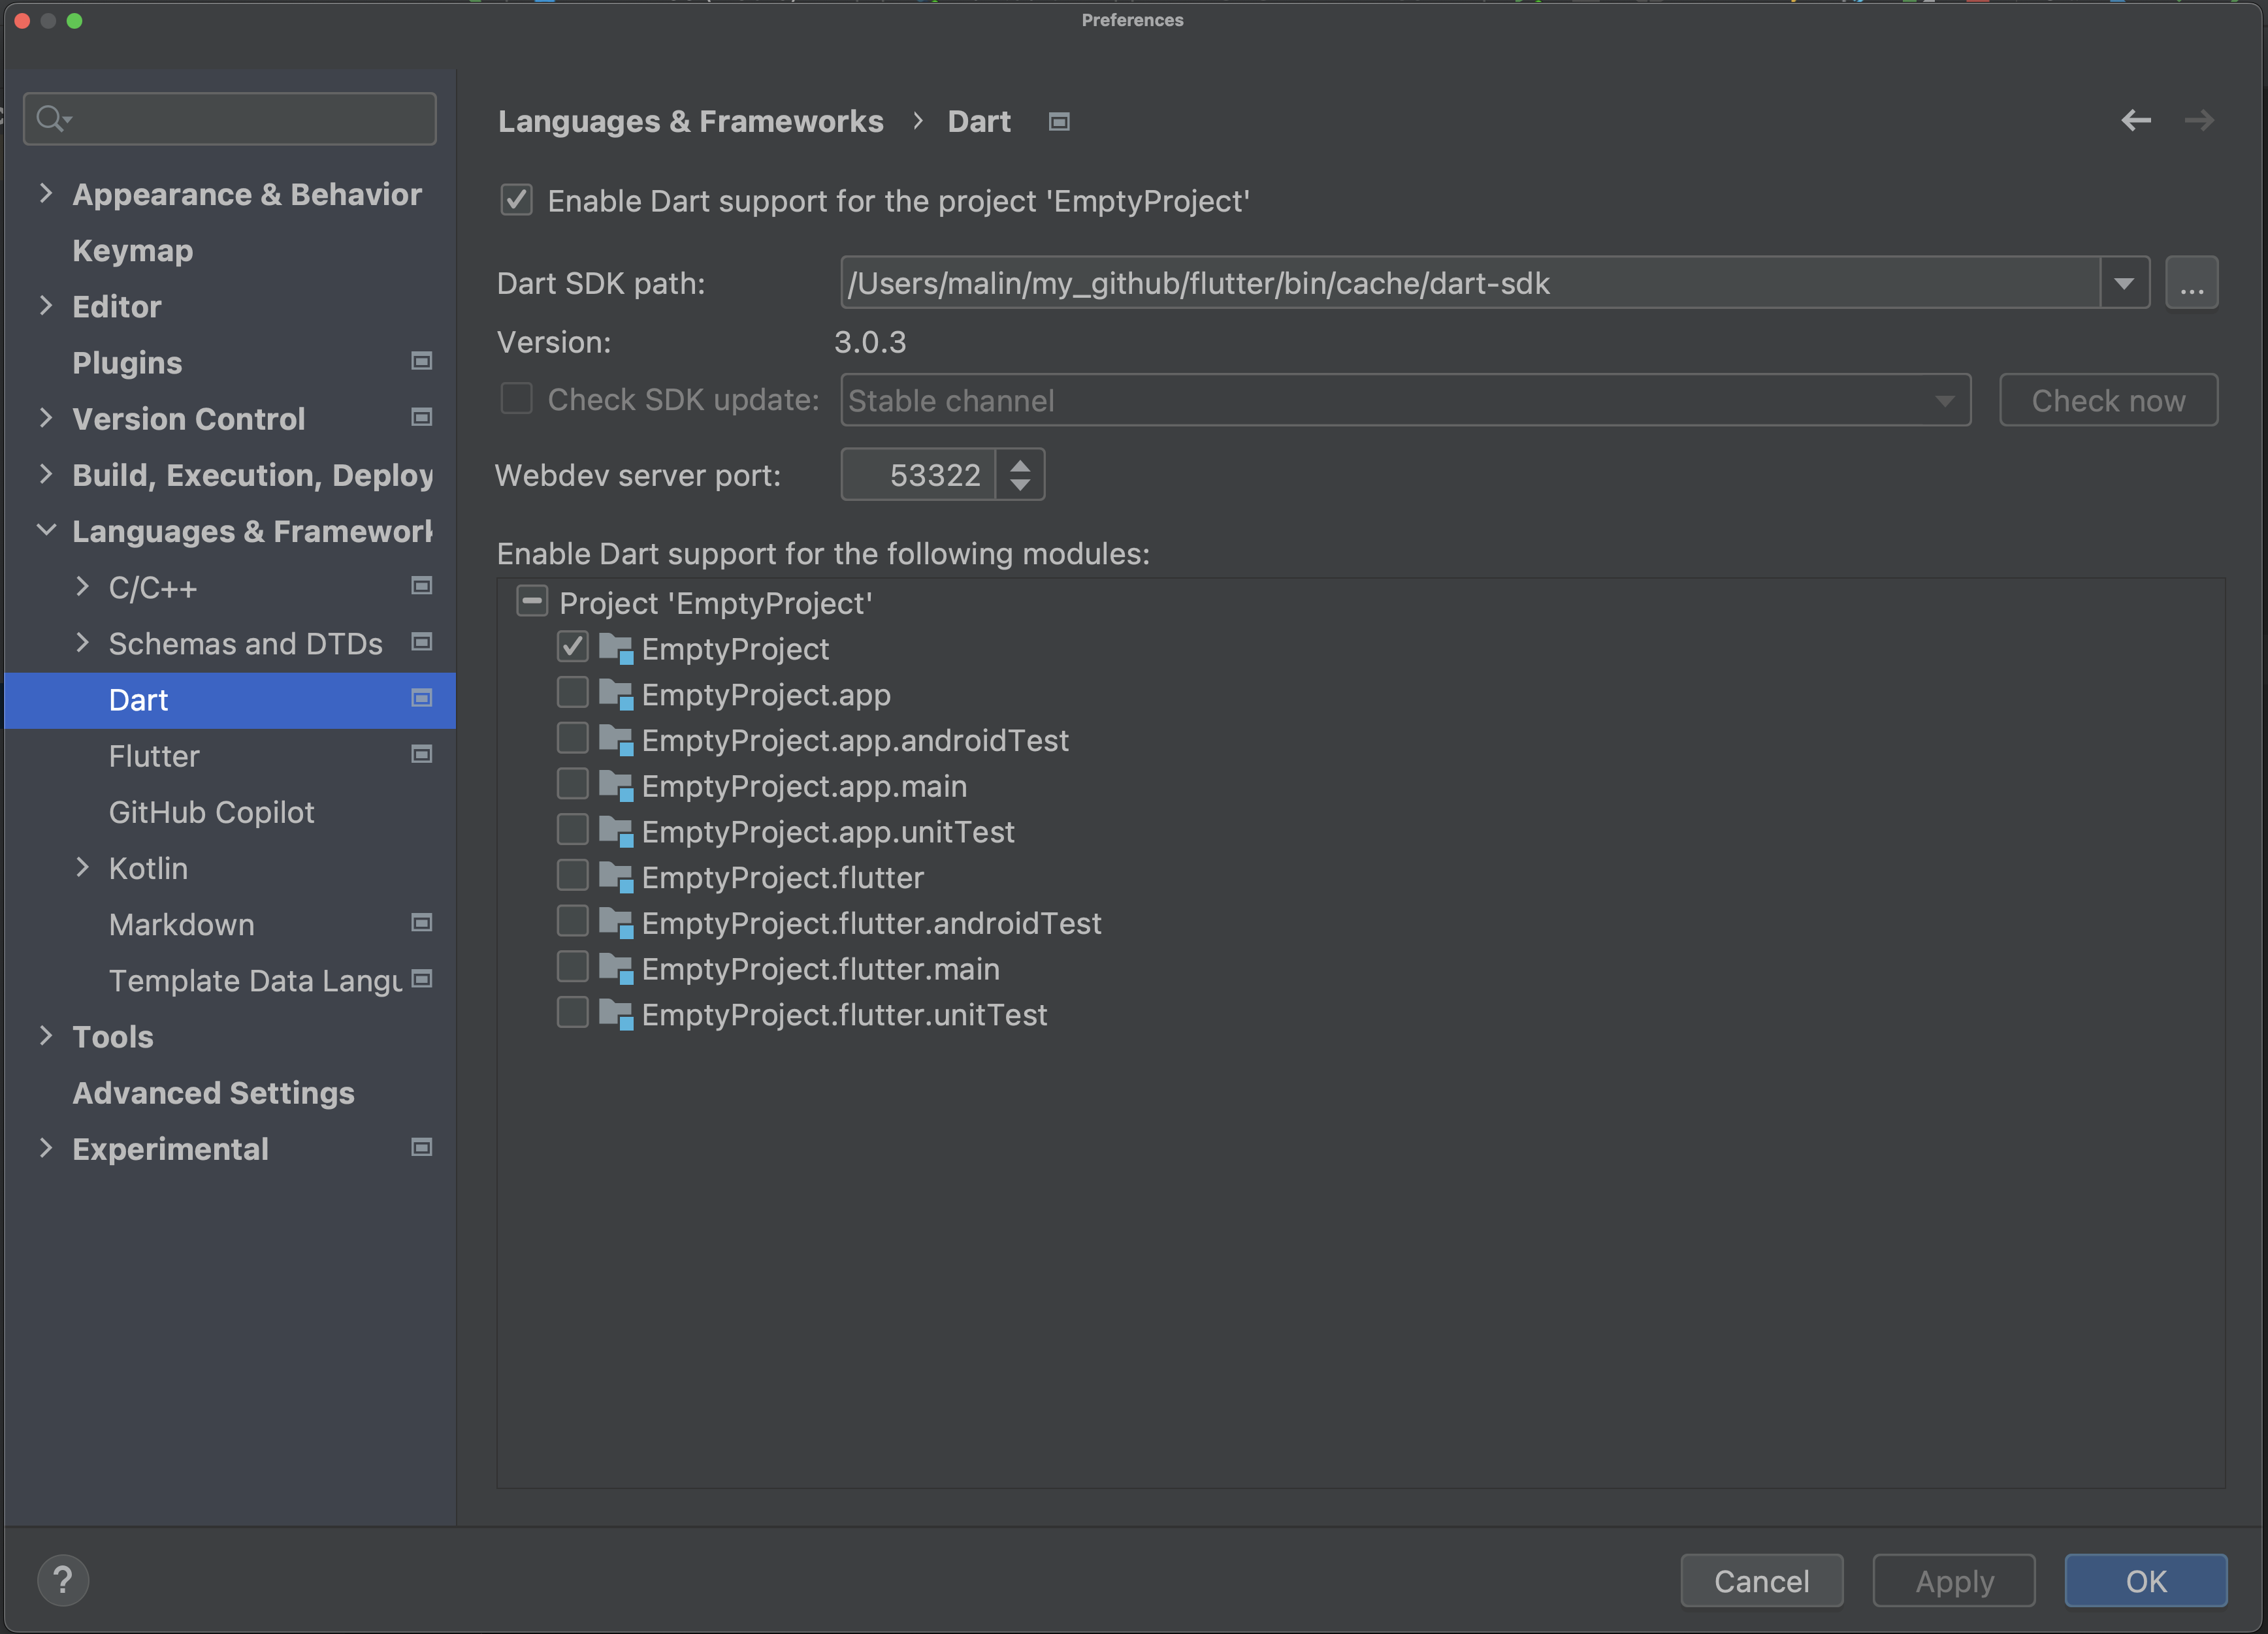 Preferences
Languages & Frameworks › Dart
Appearance & Behavior
Keymap
Editor
Plugins
Version Control
Build, Execution, Deploy
Languages & Framework
C/C++
Schemas and DTDs
Dart
Flutter
GitHub Copilot
Kotlin
Markdown
Template Data Langu
Tools
Advanced Settings
Experimental
Enable Dart support for the project 'EmptyProject'
Dart SDK path: /Users/malin/my_github/flutter/bin/cache/dart-sdk ...
Version: 3.0.3
Check SDK update: Stable channel Check now
Webdev server port: 53322
Enable Dart support for the following modules:
Project 'EmptyProject'
EmptyProject
EmptyProject.app
EmptyProject.app.androidTest
EmptyProject.app.main
EmptyProject.app.unitTest
EmptyProject.flutter
EmptyProject.flutter.androidTest
EmptyProject.flutter.main
EmptyProject.flutter.unitTest
? Cancel Apply OK